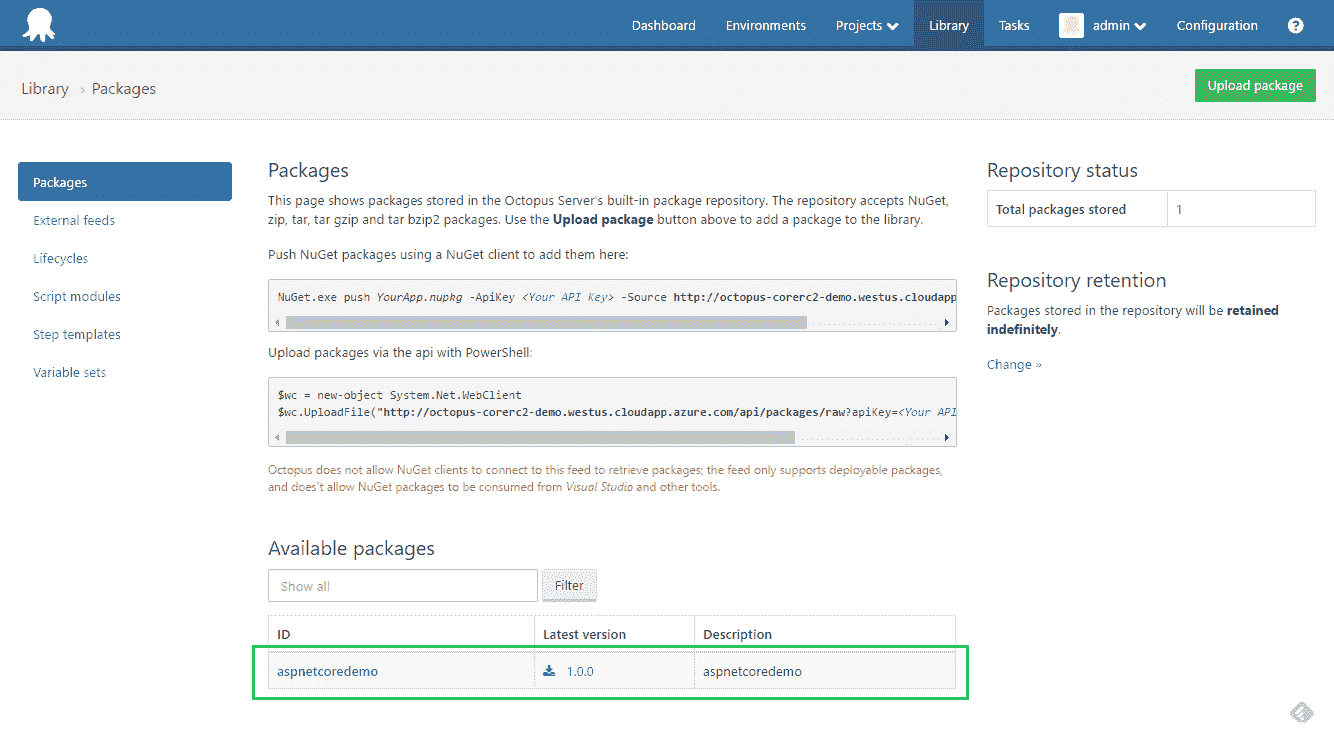 Dashboard Environments Projects Library Tasks admin Configuration ?
Library › Packages
Upload package
Packages
External feeds
Lifecycles
Script modules
Step templates
Variable sets
Packages
This page shows packages stored in the Octopus Server's built-in package repository. The repository accepts NuGet,
zip, tar, tar gzip and tar bzip2 packages. Use the Upload package button above to add a package to the library.
Push NuGet packages using a NuGet client to add them here:
NuGet.exe push YourApp.nupkg -ApiKey <Your API Key> -Source http://octopus-corerc2-demo.westus.cloudapp
Upload packages via the api with PowerShell:
$wc = new-object System.Net.WebClient
$wc.UploadFile("http://octopus-corerc2-demo.westus.cloudapp.azure.com/api/packages/raw?apiKey=<Your API
Octopus does not allow NuGet clients to connect to this feed to retrieve packages; the feed only supports deployable packages,
and does't allow NuGet packages to be consumed from Visual Studio and other tools.
Available packages
Show all Filter
ID Latest version Description
aspnetcoredemo 1.0.0 aspnetcoredemo
Repository status
Total packages stored 1
Repository retention
Packages stored in the repository will be retained
indefinitely.
Change »